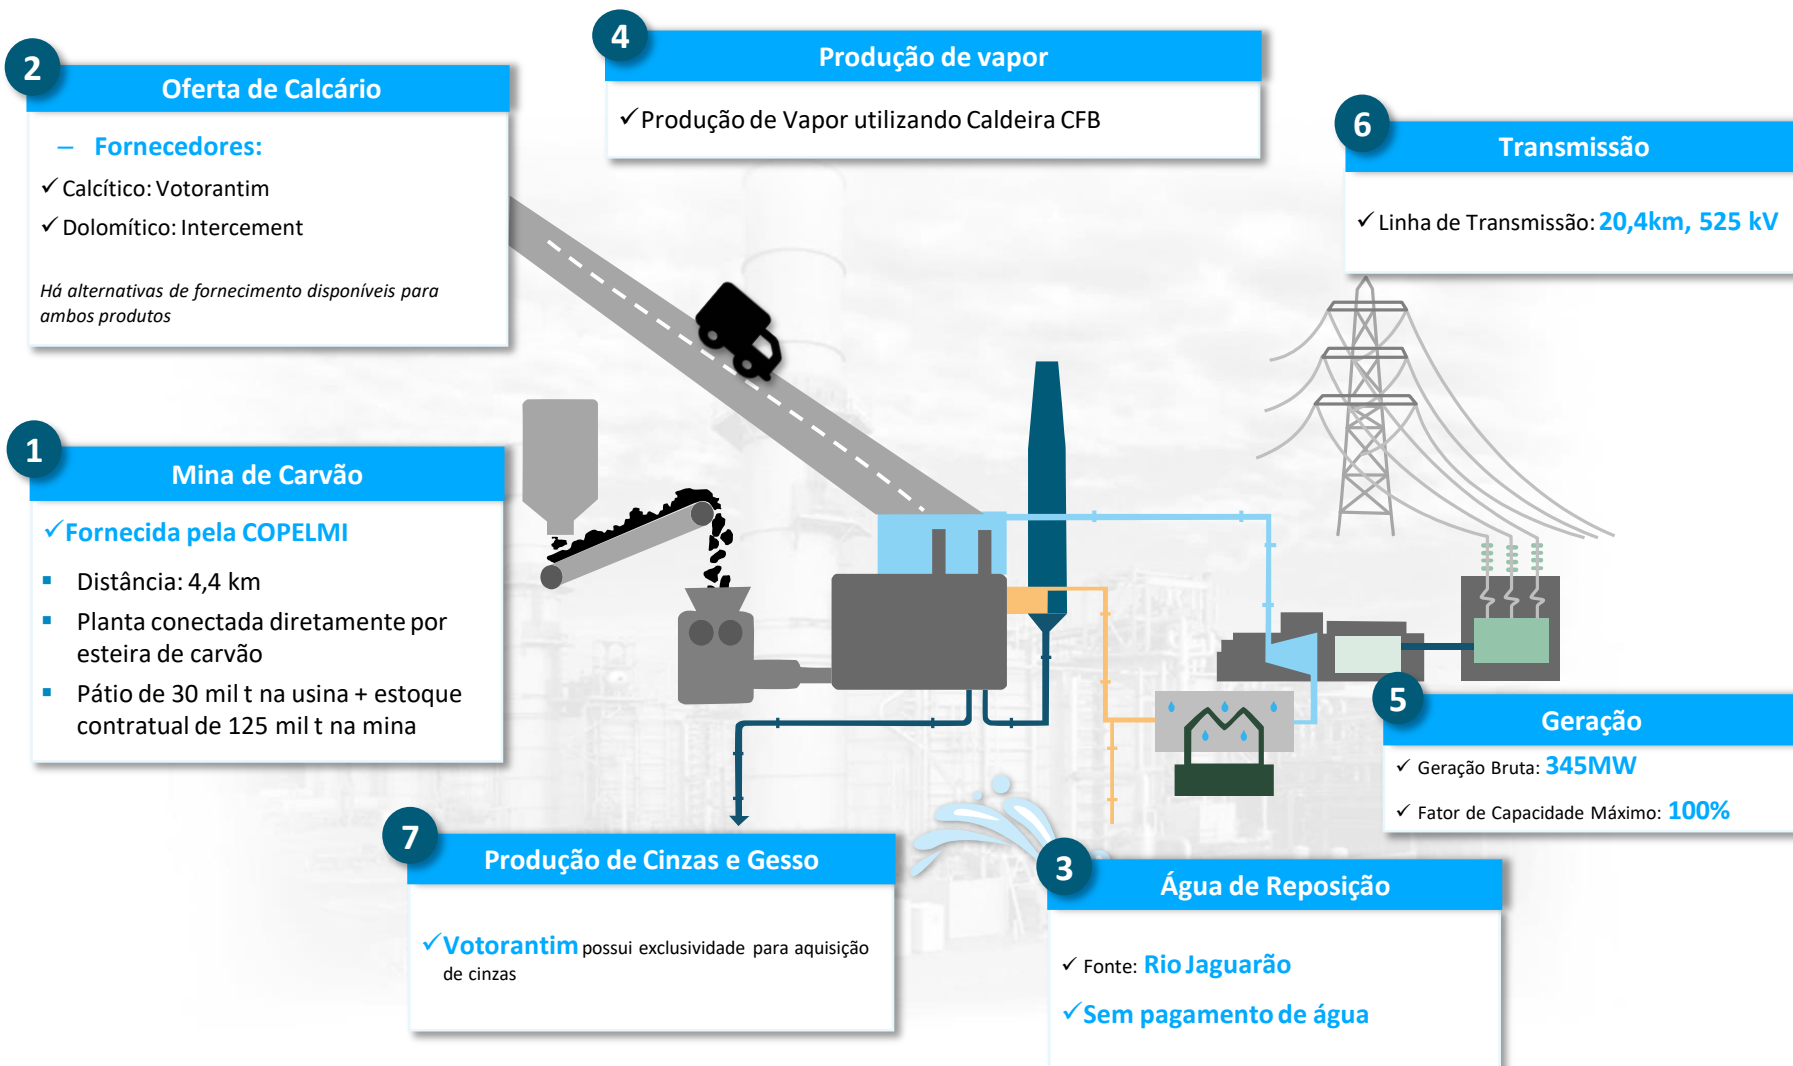 2
Oferta de Calcário
– Fornecedores:
✓ Calcítico: Votorantim
✓ Dolomítico: Intercement
Há alternativas de fornecimento disponíveis para
ambos produtos
4
Produção de vapor
✓ Produção de Vapor utilizando Caldeira CFB
6
Transmissão
✓ Linha de Transmissão: 20,4km, 525 kV
1
Mina de Carvão
✓ Fornecida pela COPELMI
▪ Distância: 4,4 km
▪ Planta conectada diretamente por
esteira de carvão
▪ Pátio de 30 mil t na usina + estoque
contratual de 125 mil t na mina
5
Geração
✓ Geração Bruta: 345MW
✓ Fator de Capacidade Máximo: 100%
7
Produção de Cinzas e Gesso
✓ Votorantim possui exclusividade para aquisição
de cinzas
3
Água de Reposição
✓ Fonte: Rio Jaguarão
✓ Sem pagamento de água